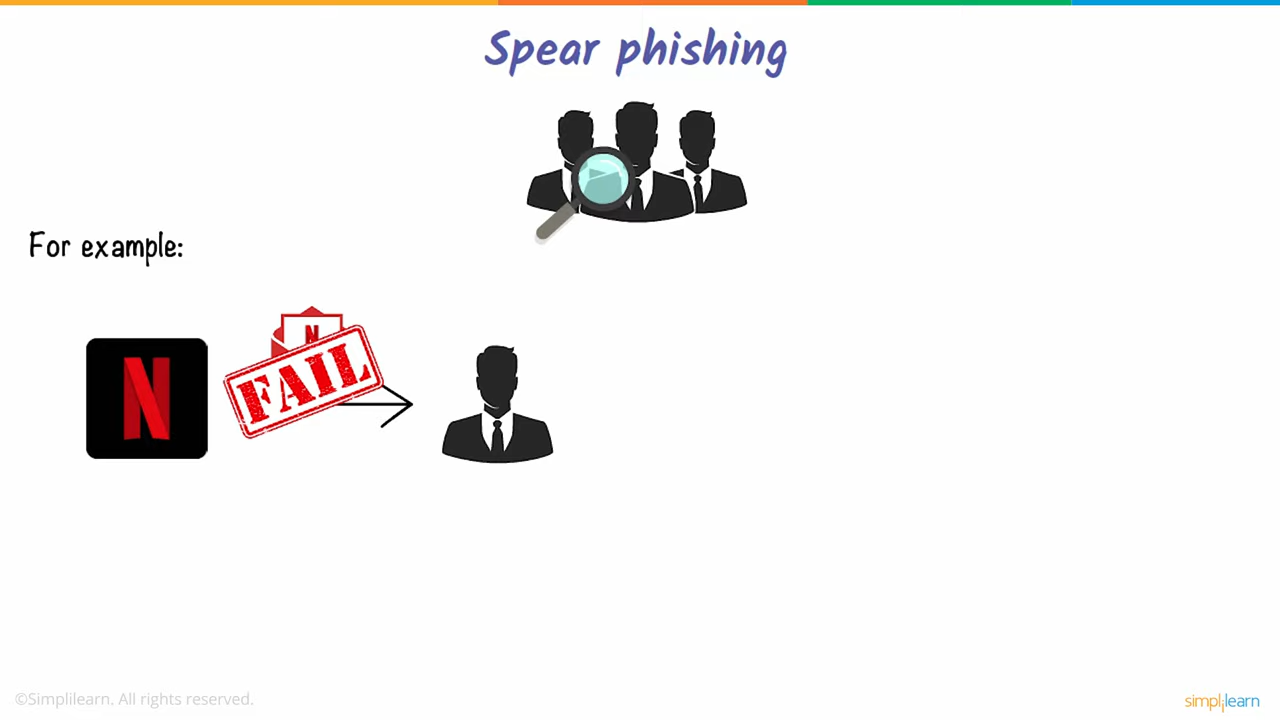 Spear phishing
For example:
N
N
FAIL
©Simplilearn. All rights reserved.
simplilearn